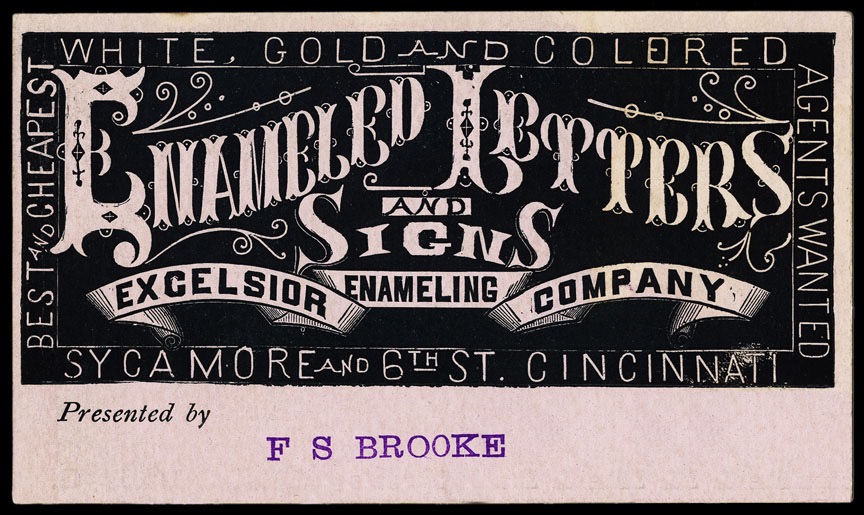 WHITE, GOLD AND COLORED
BEST AND CHEAPEST
ENAMELED LETTERS
AND
SIGNS
EXCELSIOR ENAMELING COMPANY
AGENTS WANTED
SYCAMORE AND 6TH ST. CINCINNATI
Presented by
F S BROOKE